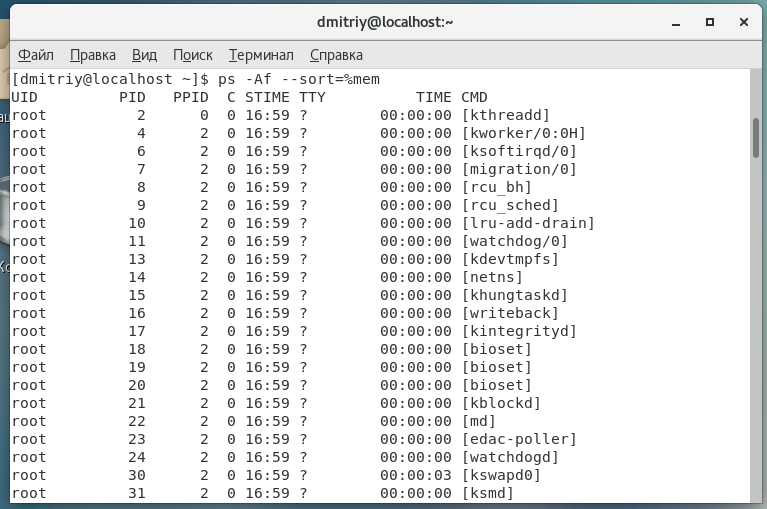 dmitriy@localhost:~
Файл Правка Вид Поиск Терминал Справка
[dmitriy@localhost ~]$ ps -Af --sort=%mem
UID        PID   PPID  C STIME TTY          TIME CMD
root         2      0  0 16:59 ?        00:00:00 [kthreadd]
root         4      2  0 16:59 ?        00:00:00 [kworker/0:0H]
root         6      2  0 16:59 ?        00:00:00 [ksoftirqd/0]
root         7      2  0 16:59 ?        00:00:00 [migration/0]
root         8      2  0 16:59 ?        00:00:00 [rcu_bh]
root         9      2  0 16:59 ?        00:00:00 [rcu_sched]
root        10      2  0 16:59 ?        00:00:00 [lru-add-drain]
root        11      2  0 16:59 ?        00:00:00 [watchdog/0]
root        13      2  0 16:59 ?        00:00:00 [kdevtmpfs]
root        14      2  0 16:59 ?        00:00:00 [netns]
root        15      2  0 16:59 ?        00:00:00 [khungtaskd]
root        16      2  0 16:59 ?        00:00:00 [writeback]
root        17      2  0 16:59 ?        00:00:00 [kintegrityd]
root        18      2  0 16:59 ?        00:00:00 [bioset]
root        19      2  0 16:59 ?        00:00:00 [bioset]
root        20      2  0 16:59 ?        00:00:00 [bioset]
root        21      2  0 16:59 ?        00:00:00 [kblockd]
root        22      2  0 16:59 ?        00:00:00 [md]
root        23      2  0 16:59 ?        00:00:00 [edac-poller]
root        24      2  0 16:59 ?        00:00:00 [watchdogd]
root        30      2  0 16:59 ?        00:00:03 [kswapd0]
root        31      2  0 16:59 ?        00:00:00 [ksmd]